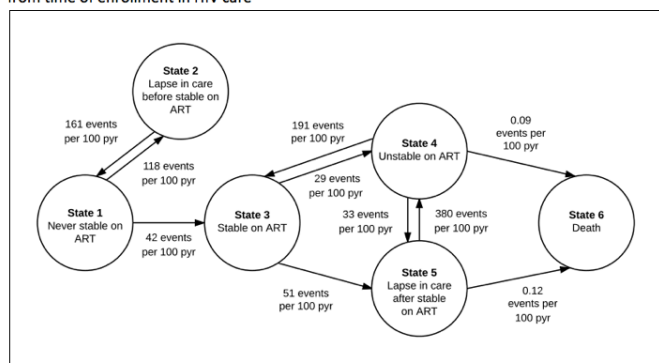 from time of enrollment in HIV care
State 2
Lapse in care
before stable on
ART
161 events
per 100 pyr
118 events
per 100 pyr
State 1
Never stable on
ART
42 events
per 100 pyr
State 3
Stable on ART
191 events
per 100 pyr
29 events
per 100 pyr
State 4
Unstable on ART
33 events
per 100 pyr
380 events
per 100 pyr
51 events
per 100 pyr
State 5
Lapse in care
after stable
on ART
0.09
events per
100 pyr
0.12
events per
100 pyr
State 6
Death